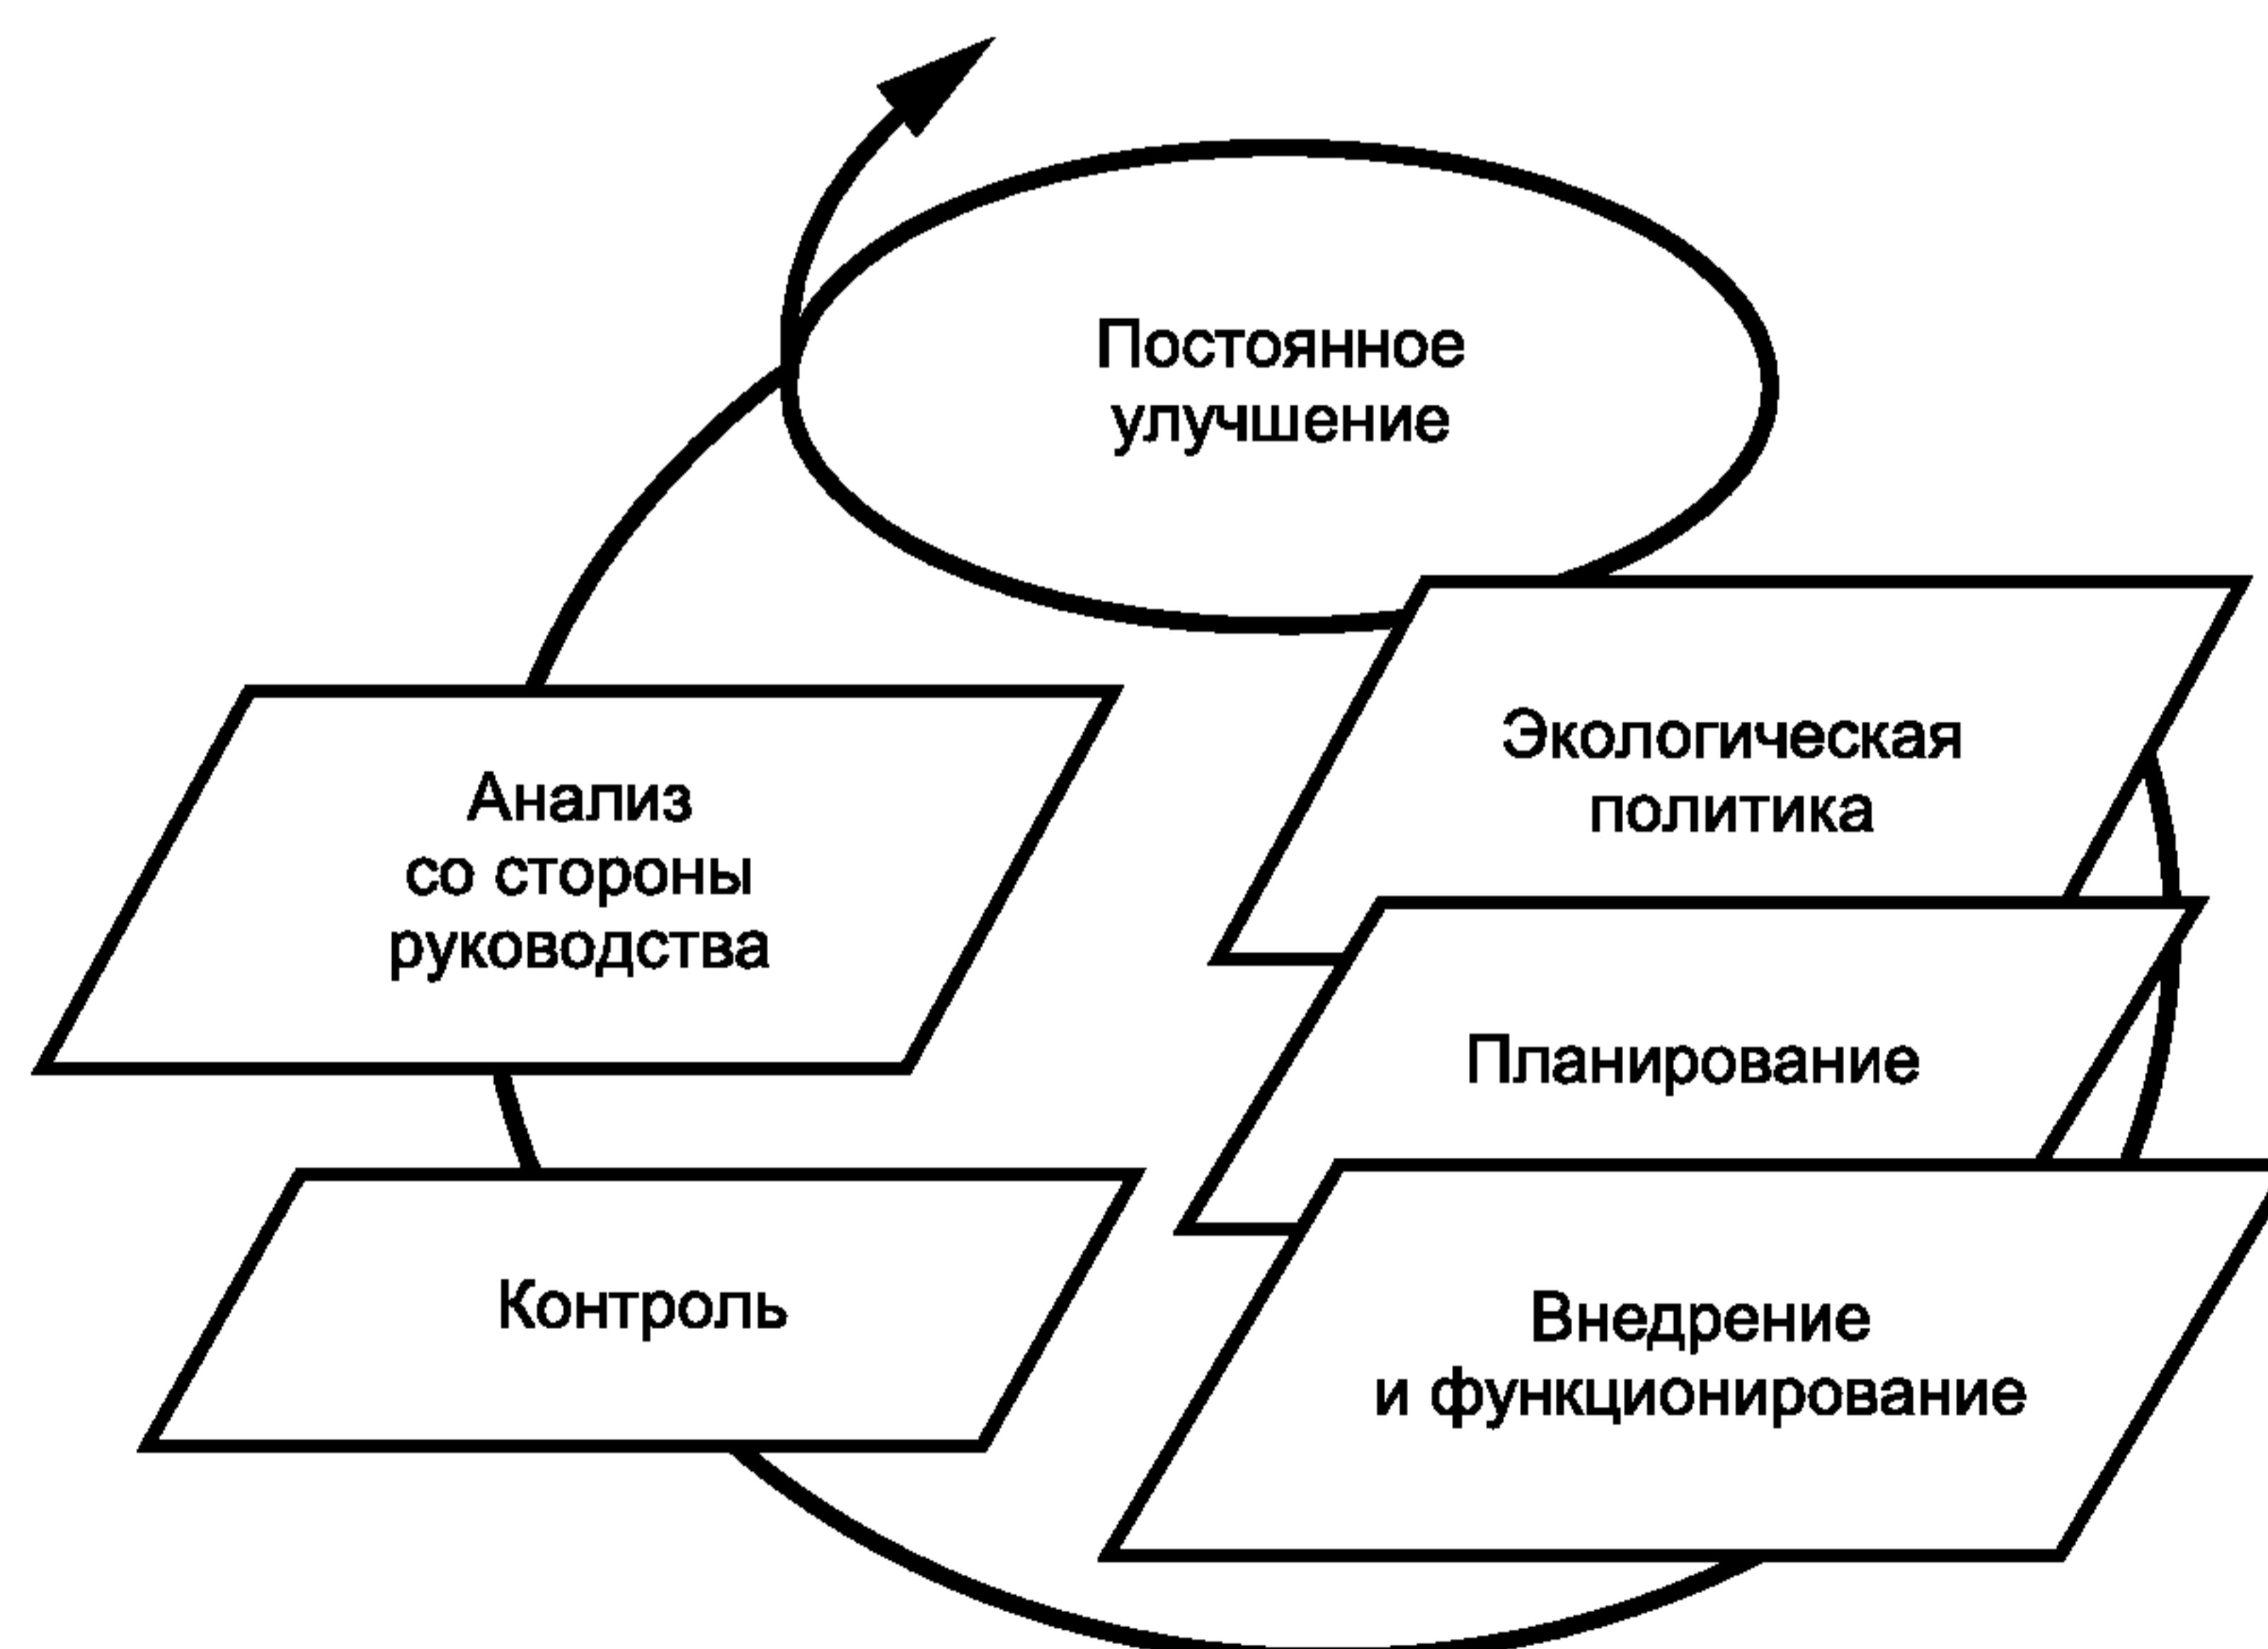 Постоянное
улучшение
Экологическая
политика
Анализ
со стороны
руководства
Планирование
Контроль
Внедрение
и функционирование